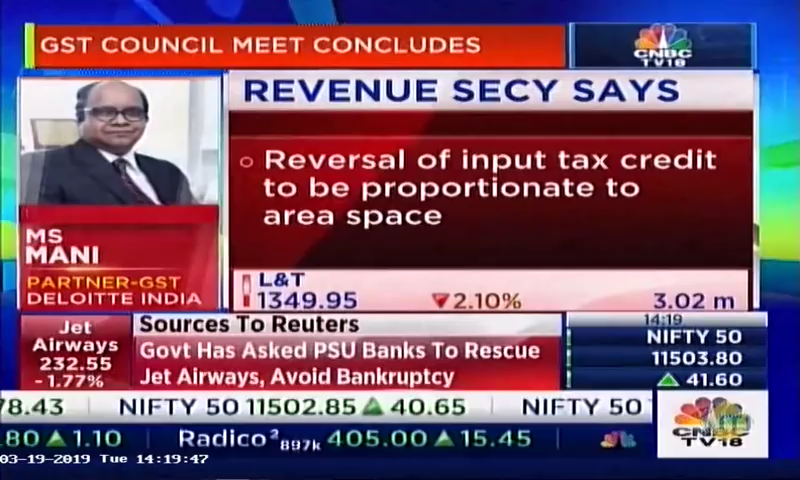 GST COUNCIL MEET CONCLUDES
CNBC
TV18
REVENUE SECY SAYS
Reversal of input tax credit
to be proportionate to
area space
MS
MANI
PARTNER-GST
DELOITTE INDIA
L&T
1349.95 ▼2.10% 3.02 m
Jet
Airways
232.55
-1.77%
Sources To Reuters
Govt Has Asked PSU Banks To Rescue
Jet Airways, Avoid Bankruptcy
14:19
NIFTY 50
11503.80
▲ 41.60
78.43 NIFTY 50 11502.85 ▲ 40.65 NIFTY 50
CNBC
TV18
.80 ▲ 1.10 Radico² 897k 405.00 ▲ 15.45
03-19-2019 Tue 14:19:47